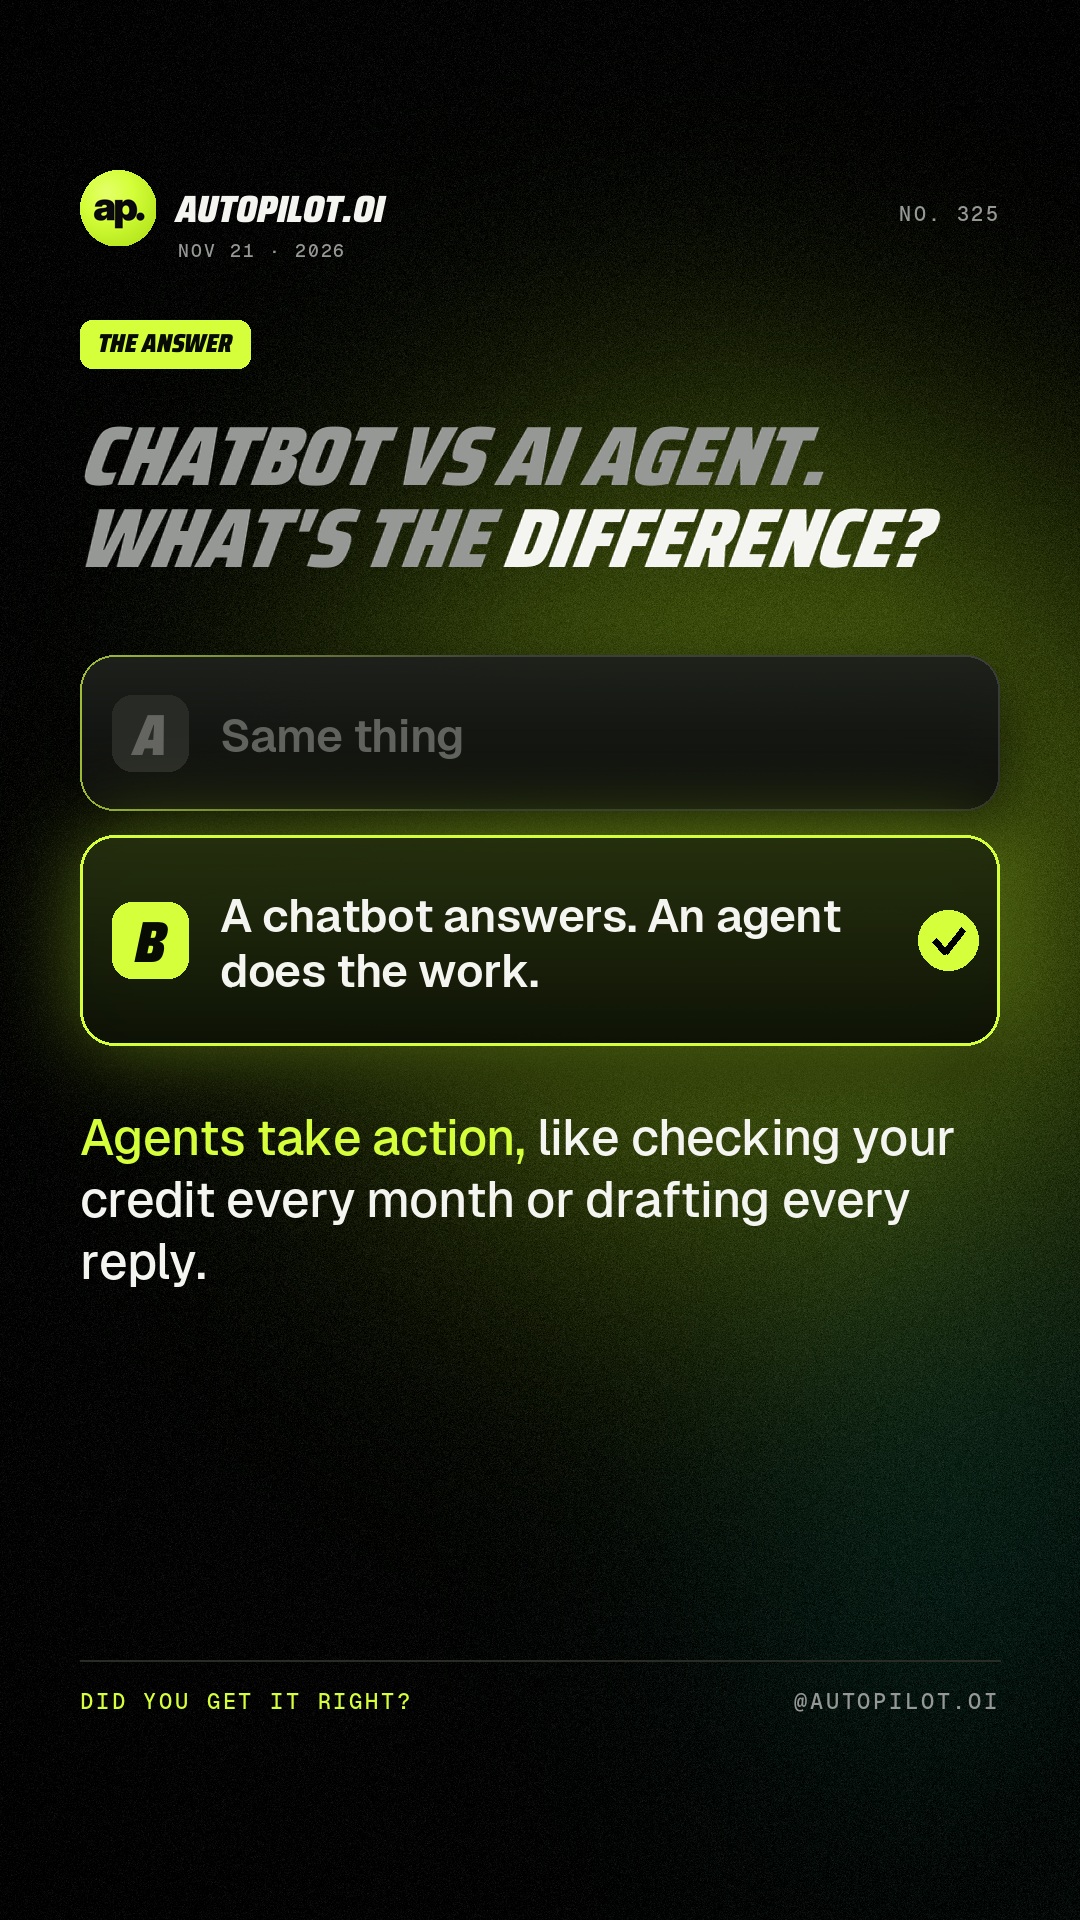 ap.
AUTOPILOT.OI
NO. 325
NOV 21 · 2026
THE ANSWER
CHATBOT VS AI AGENT.
WHAT'S THE DIFFERENCE?
A
Same thing
B
A chatbot answers. An agent
does the work.
Agents take action, like checking your
credit every month or drafting every
reply.
DID YOU GET IT RIGHT?
@AUTOPILOT.OI